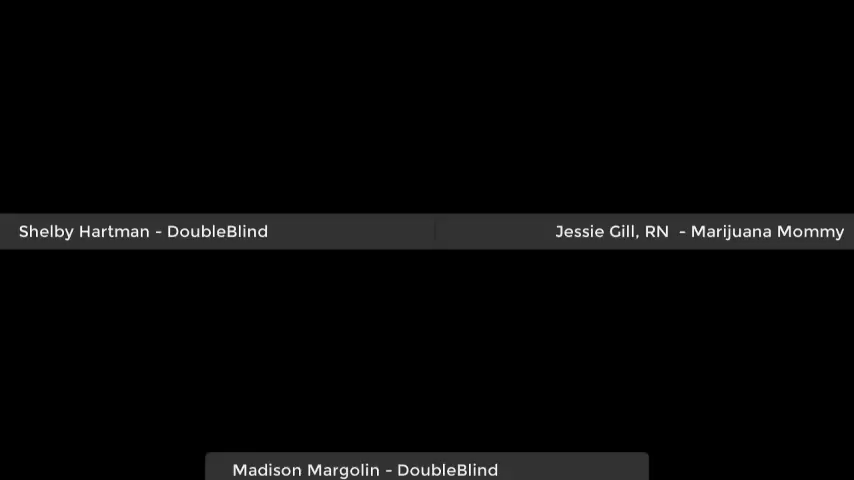 Shelby Hartman - DoubleBlind
Jessie Gill, RN  - Marijuana Mommy
Madison Margolin - DoubleBlind